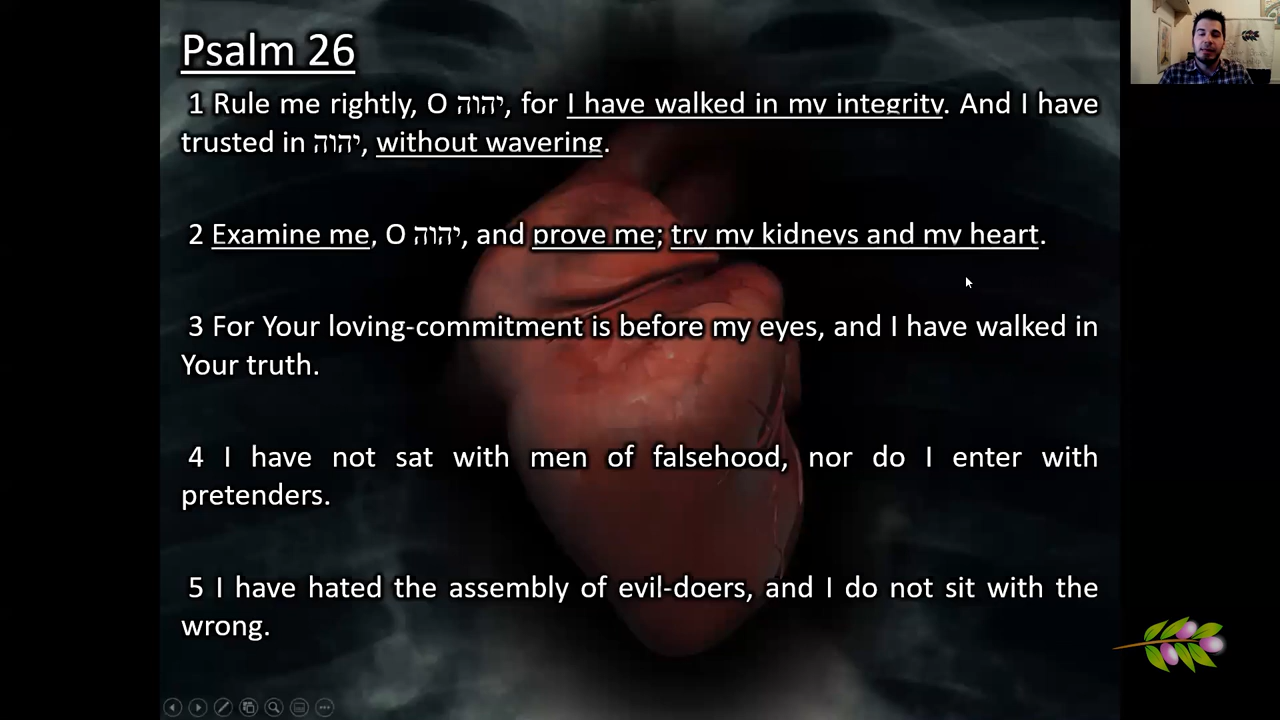 Psalm 26
1 Rule me rightly, O יהוה, for I have walked in my integrity. And I have
trusted in יהוה, without wavering.
2 Examine me, O יהוה, and prove me; try my kidneys and my heart.
3 For Your loving-commitment is before my eyes, and I have walked in
Your truth.
4 I have not sat with men of falsehood, nor do I enter with
pretenders.
5 I have hated the assembly of evil-doers, and I do not sit with the
wrong.